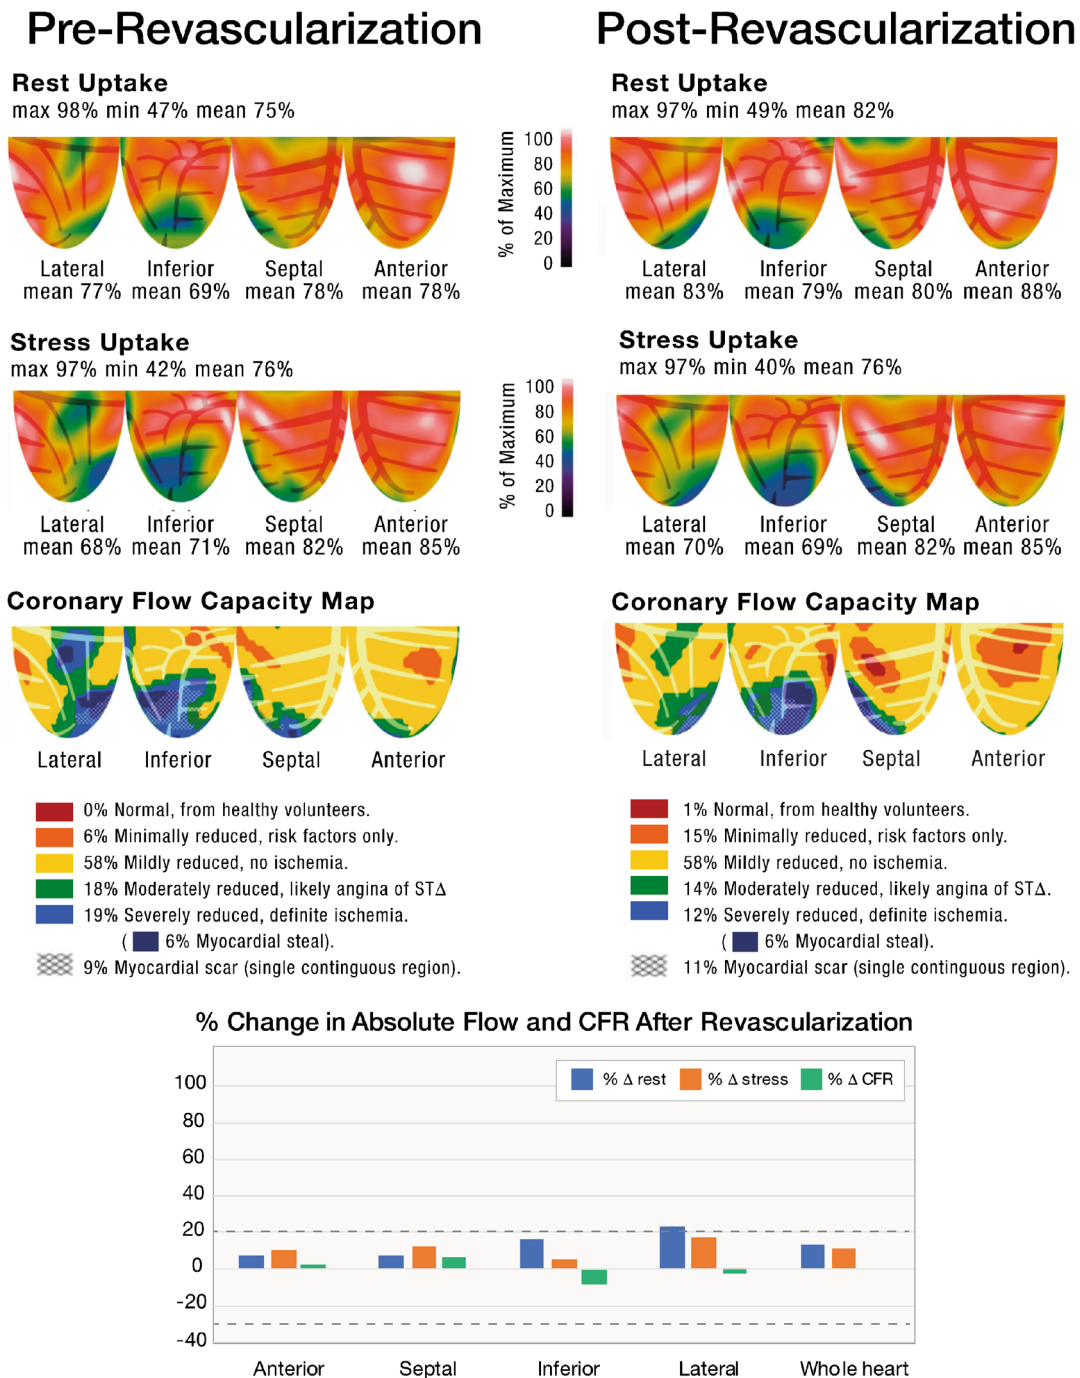 Pre-Revascularization
Rest Uptake
max 98% min 47% mean 75%
Lateral Inferior Septal Anterior
mean 77% mean 69% mean 78% mean 78%
Stress Uptake
max 97% min 42% mean 76%
Lateral Inferior Septal Anterior
mean 68% mean 71% mean 82% mean 85%
Coronary Flow Capacity Map
Lateral Inferior Septal Anterior
0% Normal, from healthy volunteers.
6% Minimally reduced, risk factors only.
58% Mildly reduced, no ischemia.
18% Moderately reduced, likely angina of STΔ
19% Severely reduced, definite ischemia.
( 6% Myocardial steal).
9% Myocardial scar (single continguous region).
% of Maximum
100
80
60
40
20
0
% of Maximum
100
80
60
40
20
0
Post-Revascularization
Rest Uptake
max 97% min 49% mean 82%
Lateral Inferior Septal Anterior
mean 83% mean 79% mean 80% mean 88%
Stress Uptake
max 97% min 40% mean 76%
Lateral Inferior Septal Anterior
mean 70% mean 69% mean 82% mean 85%
Coronary Flow Capacity Map
Lateral Inferior Septal Anterior
1% Normal, from healthy volunteers.
15% Minimally reduced, risk factors only.
58% Mildly reduced, no ischemia.
14% Moderately reduced, likely angina of STΔ.
12% Severely reduced, definite ischemia.
( 6% Myocardial steal).
11% Myocardial scar (single continguous region).
% Change in Absolute Flow and CFR After Revascularization
% Δ rest % Δ stress % Δ CFR
100
80
60
40
20
0
-20
-40
Anterior Septal Inferior Lateral Whole heart